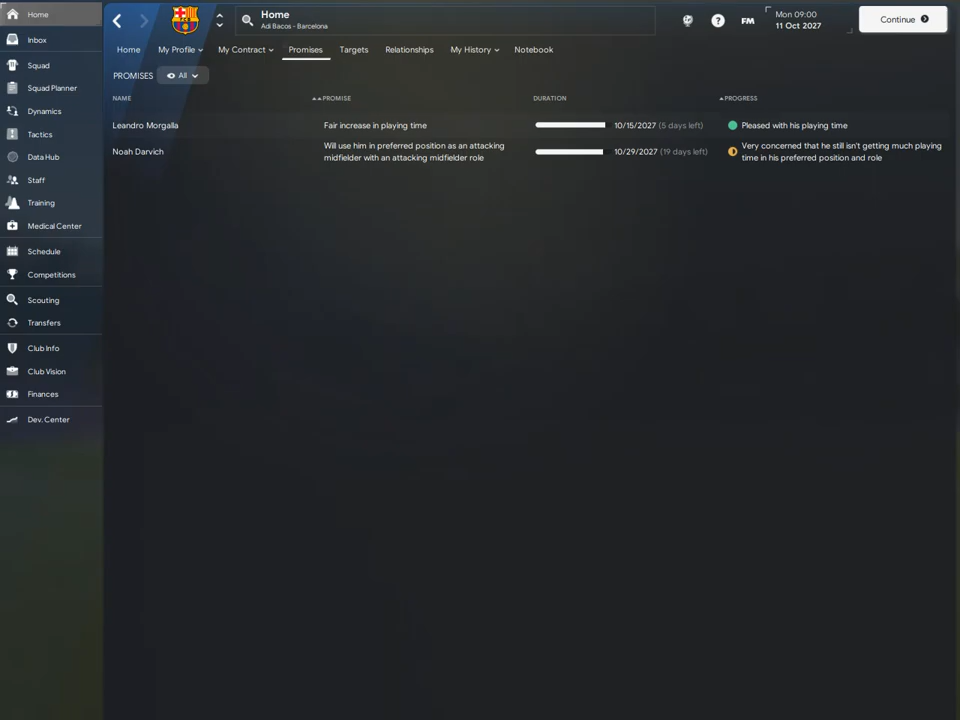 Home
Inbox
Squad
Squad Planner
Dynamics
Tactics
Data Hub
Staff
Training
Medical Center
Schedule
Competitions
Scouting
Transfers
Club Info
Club Vision
Finances
Dev. Center
Home
Adi Bacos - Barcelona
FM
Mon 09:00
11 Oct 2027
Continue
Home My Profile My Contract Promises Targets Relationships My History Notebook
PROMISES All
NAME PROMISE DURATION PROGRESS
Leandro Morgalla Fair increase in playing time 10/15/2027 (5 days left) Pleased with his playing time
Noah Darvich Will use him in preferred position as an attacking midfielder with an attacking midfielder role 10/29/2027 (19 days left) Very concerned that he still isn't getting much playing time in his preferred position and role